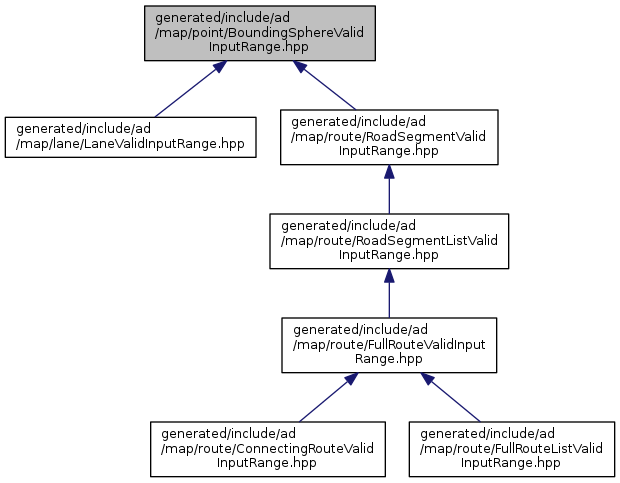 generated/include/ad
/map/point/BoundingSphereValid
InputRange.hpp
generated/include/ad
/map/lane/LaneValidInputRange.hpp
generated/include/ad
/map/route/RoadSegmentValid
InputRange.hpp
generated/include/ad
/map/route/RoadSegmentListValid
InputRange.hpp
generated/include/ad
/map/route/FullRouteValidInput
Range.hpp
generated/include/ad
/map/route/ConnectingRouteValid
InputRange.hpp
generated/include/ad
/map/route/FullRouteListValid
InputRange.hpp